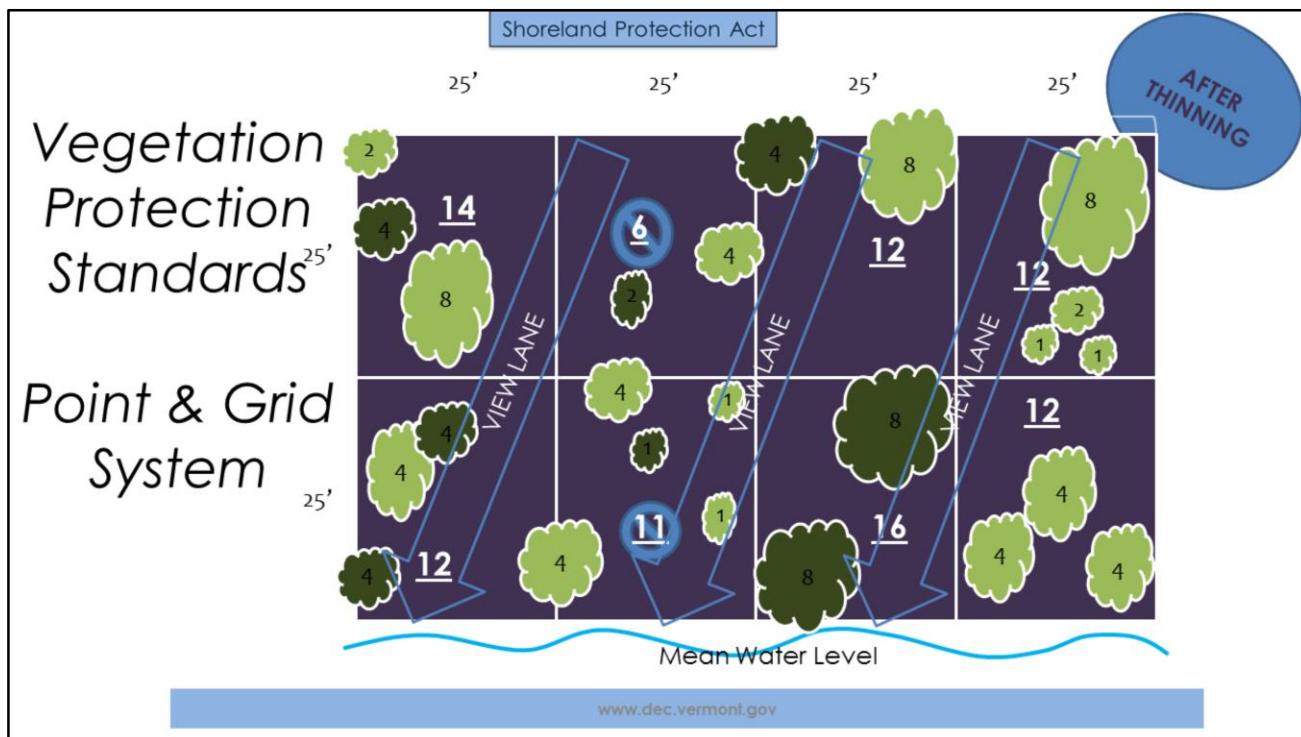 Shoreland Protection Act
25’
25’
25’
25’
AFTER
THINNING
Vegetation
Protection
Standards
25’
2
4
14
8
6
2
4
4
8
12
8
12
2
1
1
VIEW LANE
VIEW LANE
VIEW LANE
Point & Grid
System
25’
4
4
4
12
4
1
1
11
1
4
8
16
8
12
4
4
4
Mean Water Level
www.dec.vermont.gov